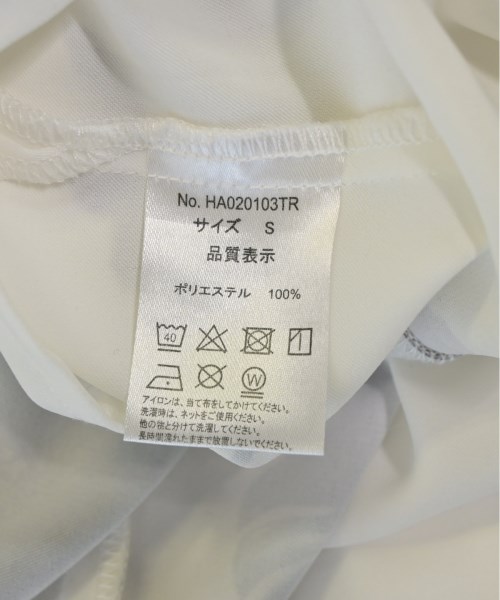 No. HA020103TR
サイズ S
品質表示
ポリエステル 100%
40
W
アイロンは、当て布をしてかけてください。
洗濯時は、ネットをご使用ください。
他の物と分けて洗濯してください。
長時間濡れたままで放置しないでください。